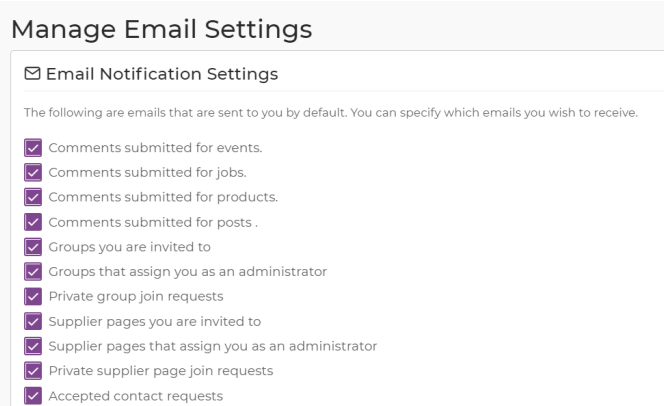 Manage Email Settings
Email Notification Settings
The following are emails that are sent to you by default. You can specify which emails you wish to receive.
Comments submitted for events.
Comments submitted for jobs.
Comments submitted for products.
Comments submitted for posts .
Groups you are invited to
Groups that assign you as an administrator
Private group join requests
Supplier pages you are invited to
Supplier pages that assign you as an administrator
Private supplier page join requests
Accepted contact requests